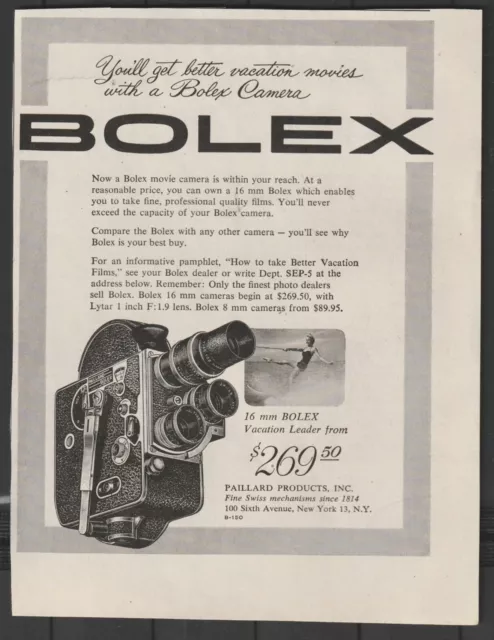 You'll get better vacation movies
with a Bolex Camera
BOLEX
Now a Bolex movie camera is within your reach. At a
reasonable price, you can own a 16 mm Bolex which enables
you to take fine, professional quality films. You'll never
exceed the capacity of your Bolex camera.
Compare the Bolex with any other camera — you'll see why
Bolex is your best buy.
For an informative pamphlet, "How to take Better Vacation
Films," see your Bolex dealer or write Dept. SEP-5 at the
address below. Remember: Only the finest photo dealers
sell Bolex. Bolex 16 mm cameras begin at $269.50, with
Lytar 1 inch F:1.9 lens. Bolex 8 mm cameras from $89.95.
16 mm BOLEX
Vacation Leader from
$269.50
PAILLARD PRODUCTS, INC.
Fine Swiss mechanisms since 1814
100 Sixth Avenue, New York 13, N.Y.
B-120